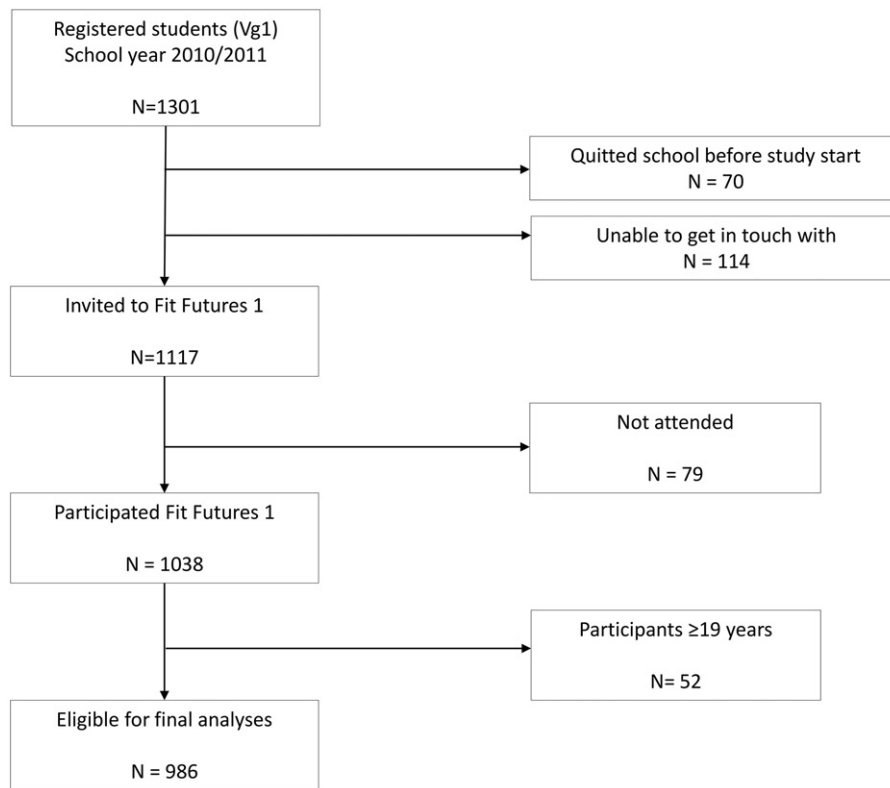 Registered students (Vg1)
School year 2010/2011
N=1301
Quitted school before study start
N = 70
Unable to get in touch with
N = 114
Invited to Fit Futures 1
N=1117
Not attended
N = 79
Participated Fit Futures 1
N = 1038
Participants ≥19 years
N= 52
Eligible for final analyses
N = 986